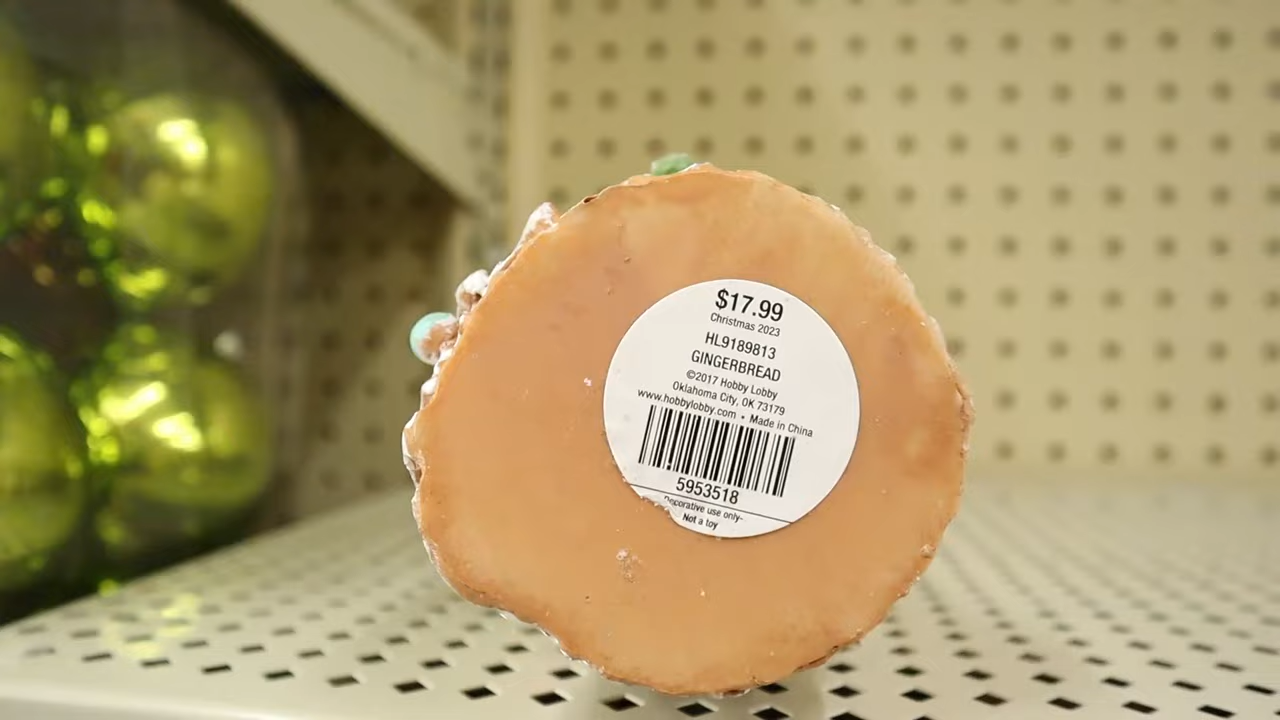 $17.99
Christmas 2023
HL9189813
GINGERBREAD
©2017 Hobby Lobby
Oklahoma City, OK 73179
www.hobbylobby.com • Made in China
5953518
Decorative use only-
Not a toy